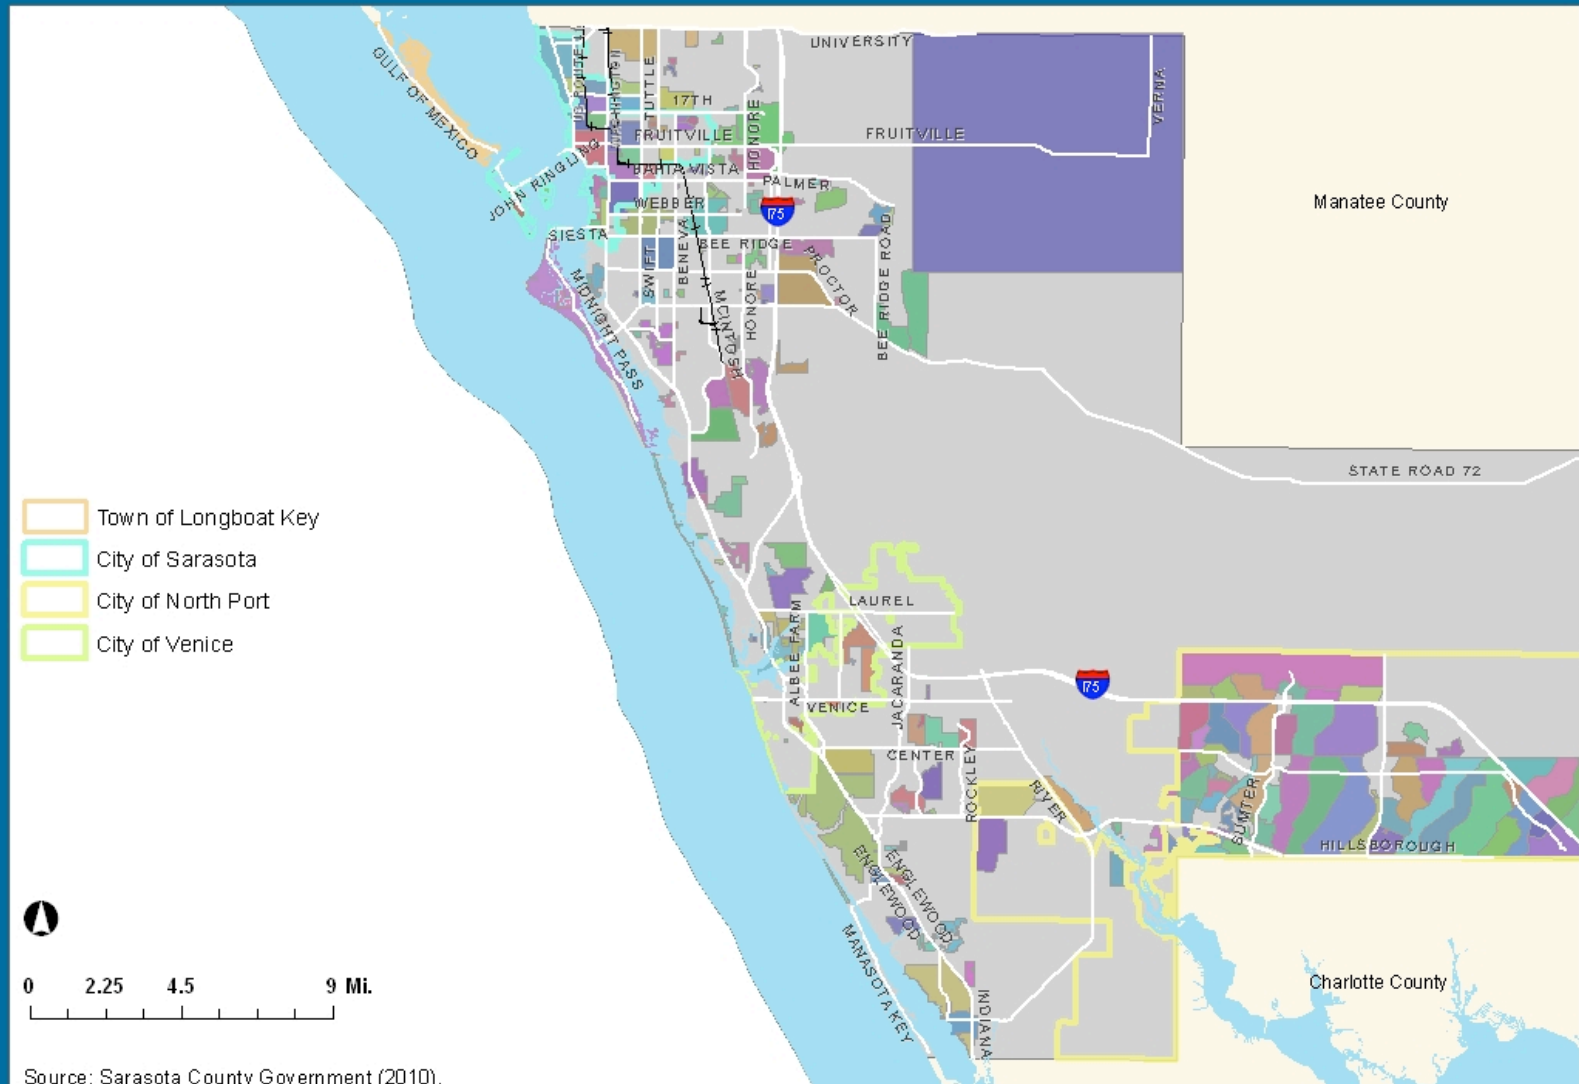 UNIVERSITY
VERNA
GULF OF MEXICO
TUTTLE
17TH
HONORE
FRUITVILLE
FRUITVILLE
BAHIA VISTA
JOHN RINGLING
PALMER
Manatee County
WEBBER
175
SIESTA
BEE RIDGE
SWIFT
BENEVA
PROCTOR
BEE RIDGE ROAD
MIDNIGHT PASS
MCINTOSH
HONORE
STATE ROAD 72
Town of Longboat Key
City of Sarasota
City of North Port
City of Venice
LAUREL
ALBEE FARM
JACARANDA
175
VENICE
CENTER
ROCKLEY
RIVER
SUMTER
HILLSBOROUGH
ENGLEWOOD
ENGLEWOOD
MANASOTA KEY
INDIANA
Charlotte County
0 2.25 4.5 9 Mi.
Source: Sarasota County Government (2010).